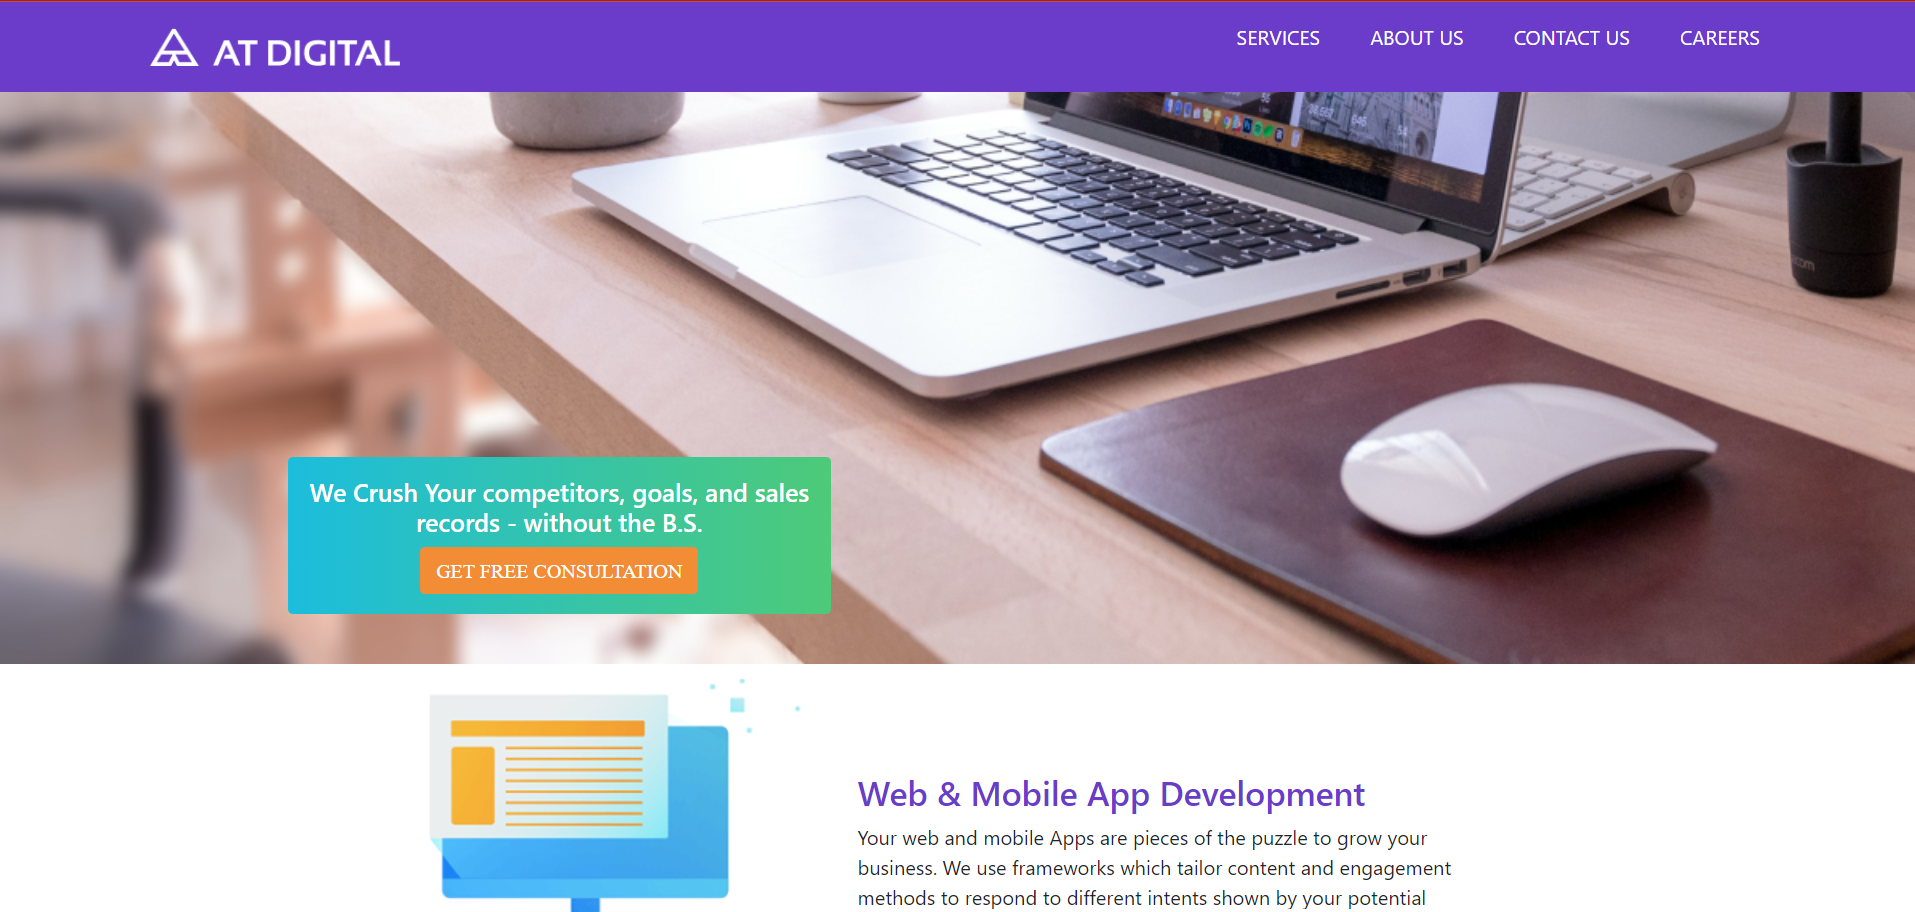 AT DIGITAL
SERVICES
ABOUT US
CONTACT US
CAREERS
We Crush Your competitors, goals, and sales
records - without the B.S.
GET FREE CONSULTATION
Web & Mobile App Development
Your web and mobile Apps are pieces of the puzzle to grow your
business. We use frameworks which tailor content and engagement
methods to respond to different intents shown by your potential